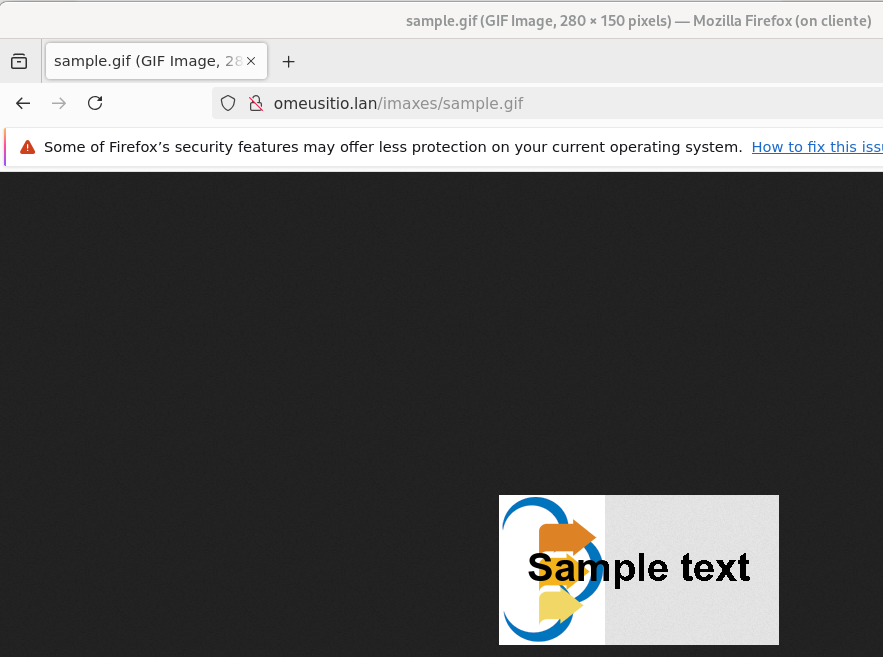 sample.gif (GIF Image, 280 × 150 pixels) — Mozilla Firefox (on cliente)
sample.gif (GIF Image, 28
omeusitio.lan/imaxes/sample.gif
Some of Firefox’s security features may offer less protection on your current operating system. How to fix this issu
Sample text